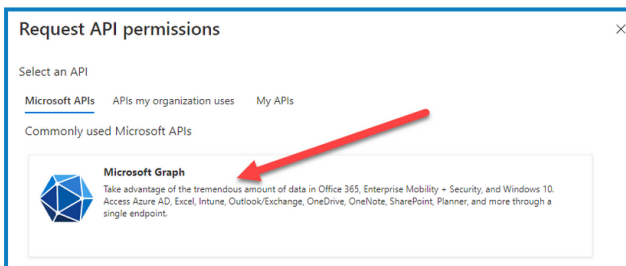 Request API permissions
Select an API
Microsoft APIs APIs my organization uses My APIs
Commonly used Microsoft APIs
Microsoft Graph
Take advantage of the tremendous amount of data in Office 365, Enterprise Mobility + Security, and Windows 10.
Access Azure AD, Excel, Intune, Outlook/Exchange, OneDrive, OneNote, SharePoint, Planner, and more through a
single endpoint.